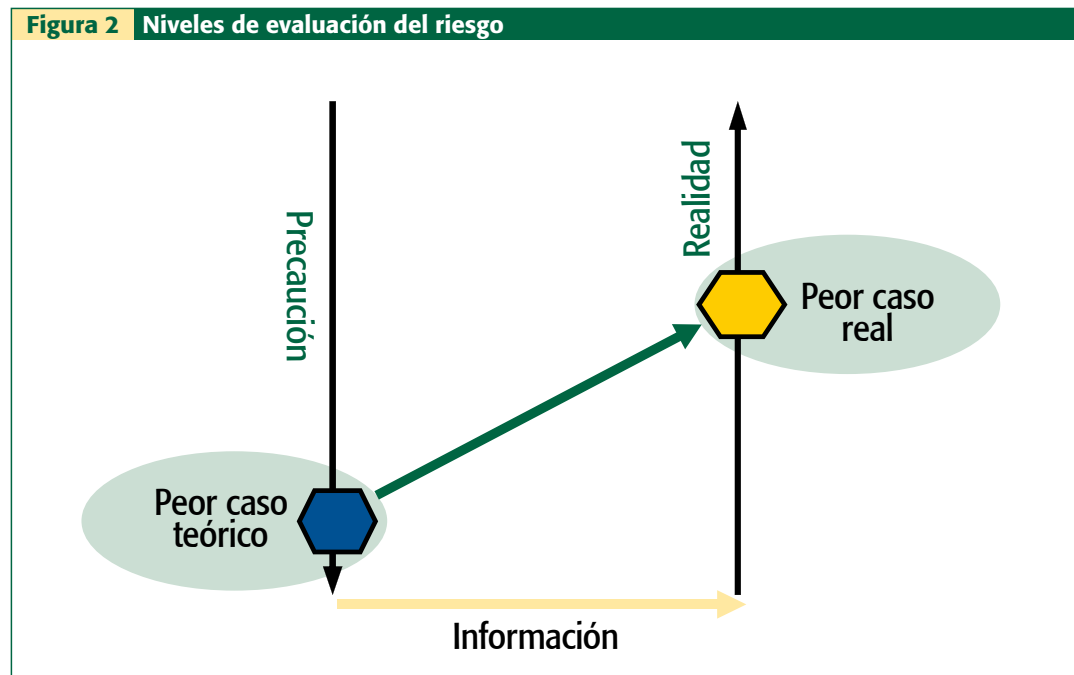 Figura 2 Niveles de evaluación del riesgo
Precaución
Realidad
Peor caso
real
Peor caso
teórico
Información